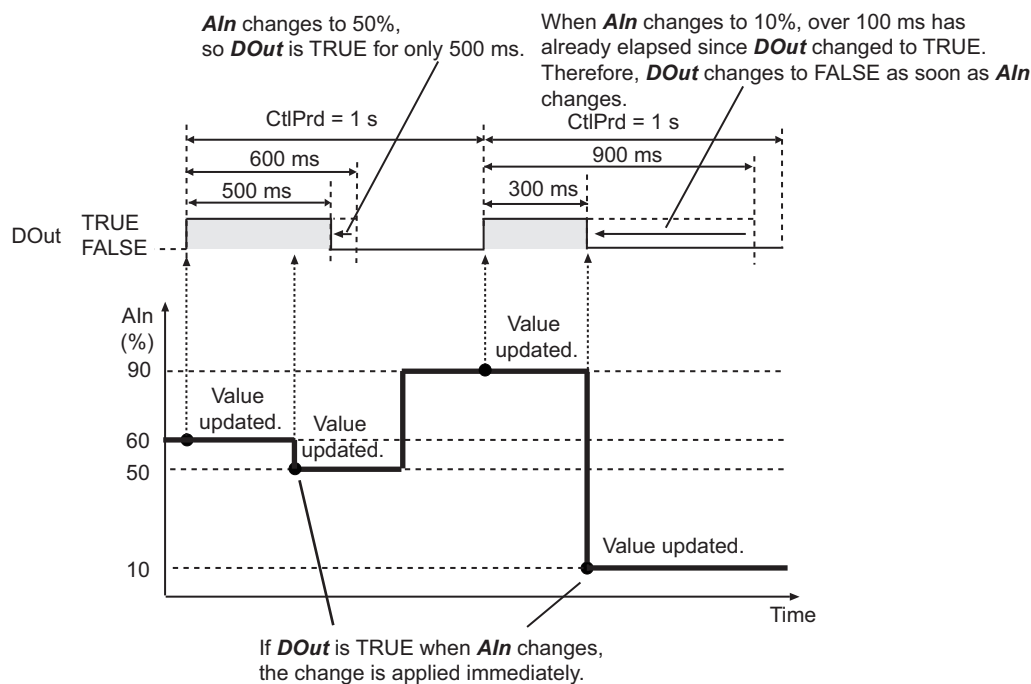 AIn changes to 50%,
so DOut is TRUE for only 500 ms.
When AIn changes to 10%, over 100 ms has
already elapsed since DOut changed to TRUE.
Therefore, DOut changes to FALSE as soon as AIn
changes.
CtlPrd = 1 s
CtlPrd = 1 s
600 ms
900 ms
500 ms
300 ms
DOut
TRUE
FALSE
AIn
(%)
90
60
50
10
Value
updated.
Value
updated.
Value
updated.
Value updated.
Time
If DOut is TRUE when AIn changes,
the change is applied immediately.